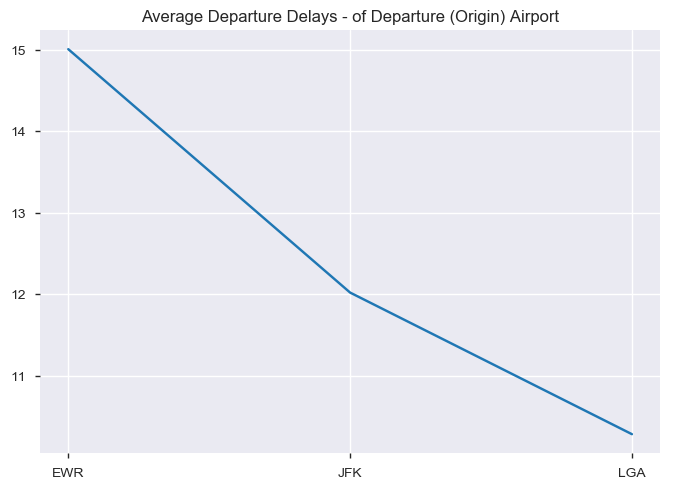 Average Departure Delays - of Departure (Origin) Airport
15
14
13
12
11
EWR JFK LGA